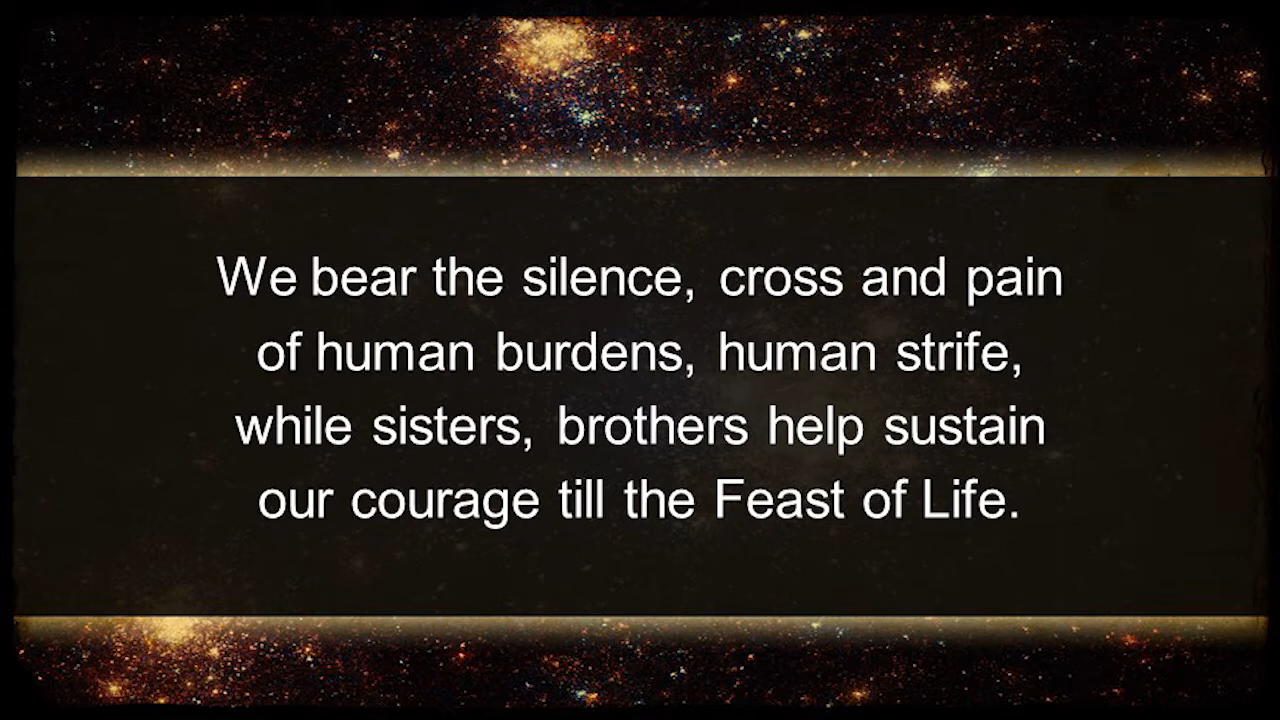 We bear the silence, cross and pain
of human burdens, human strife,
while sisters, brothers help sustain
our courage till the Feast of Life.